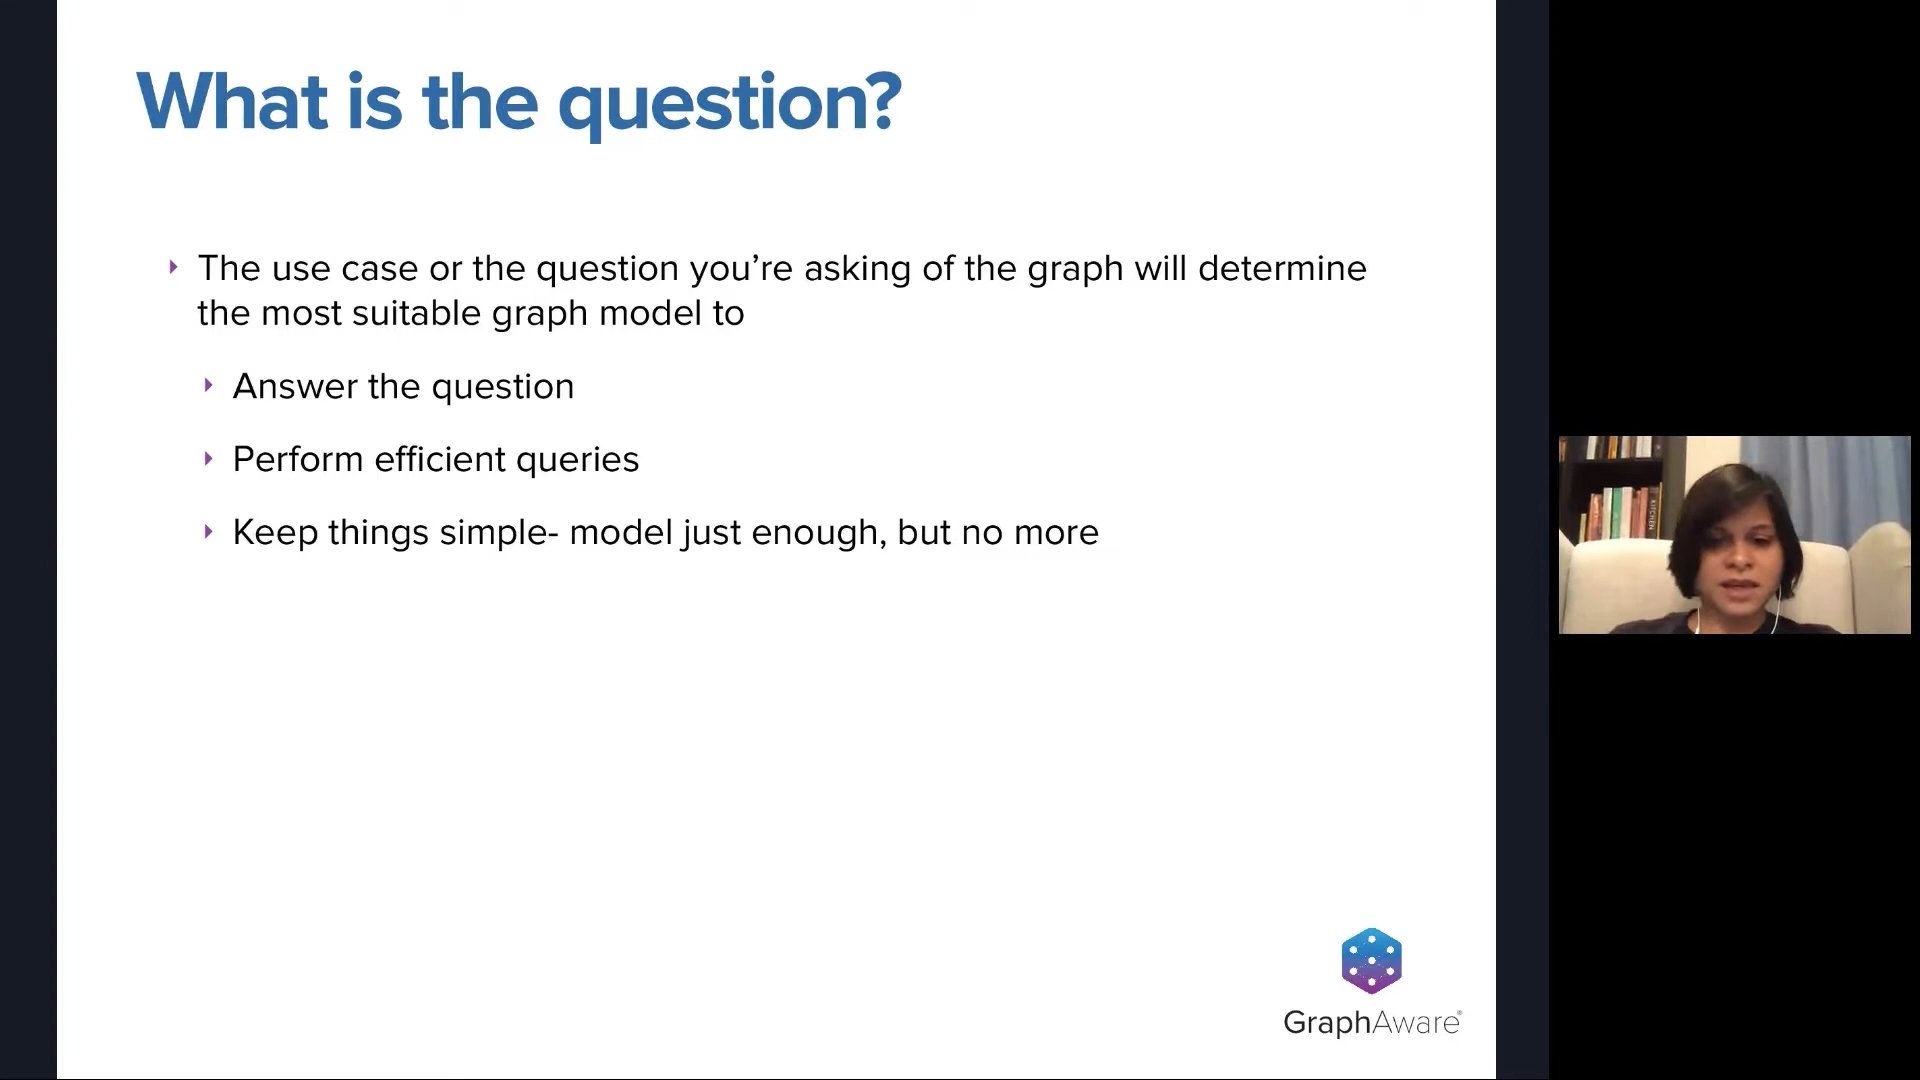 What is the question?
The use case or the question you’re asking of the graph will determine
the most suitable graph model to
Answer the question
Perform efficient queries
Keep things simple- model just enough, but no more
GraphAware®
KITCHEN